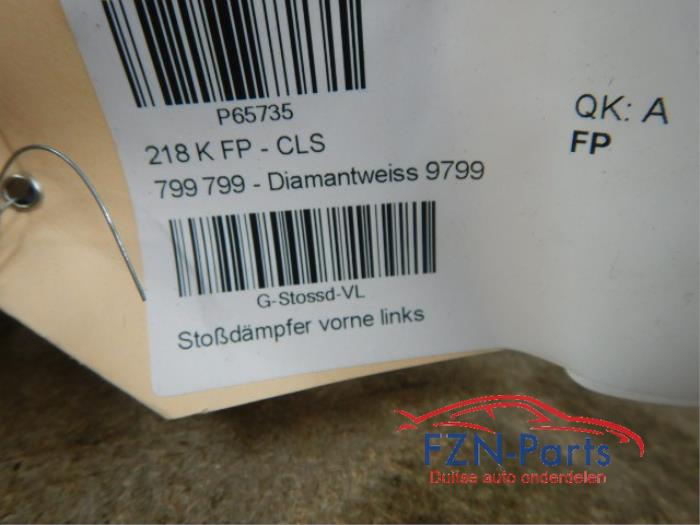 P65735
218 K FP - CLS
799 799 - Diamantweiss 9799
G-Stossd-VL
Stoßdämpfer vorne links
QK: A
FP
FZN-Parts
Duitse auto onderdelen